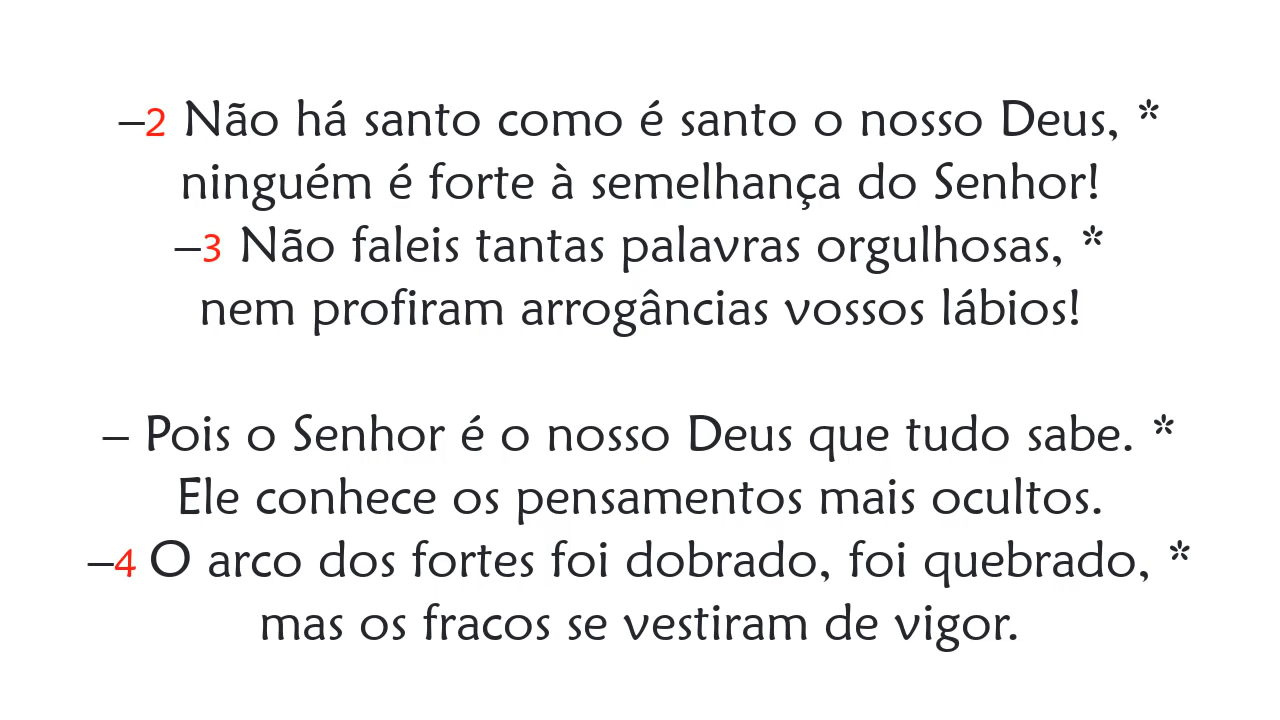 –2 Não há santo como é santo o nosso Deus, *
ninguém é forte à semelhança do Senhor!
–3 Não faleis tantas palavras orgulhosas, *
nem profiram arrogâncias vossos lábios!
– Pois o Senhor é o nosso Deus que tudo sabe. *
Ele conhece os pensamentos mais ocultos.
–4 O arco dos fortes foi dobrado, foi quebrado, *
mas os fracos se vestiram de vigor.